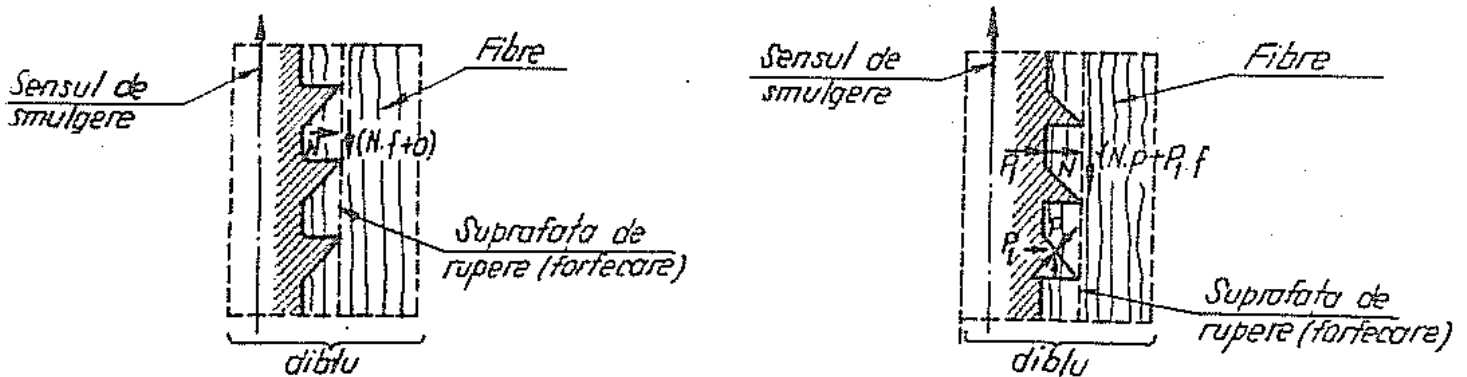 Sensul de
smulgere
Fibre
N
(N·f+p)
Suprafata de
rupere (forfecare)
diblu
Sensul de
smulgere
Fibre
P₁
N
(N·p+P₁·f
P
P₁
Suprafata de
rupere (forfecare)
diblu